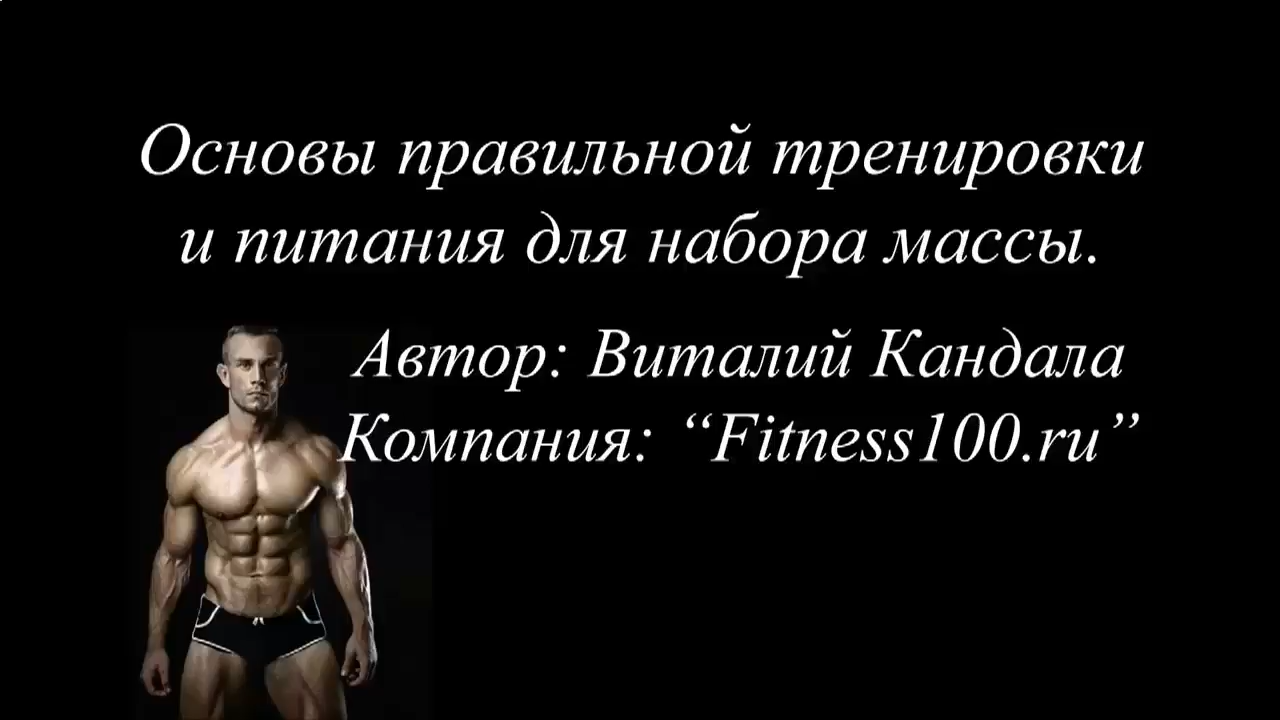 Основы правильной тренировки
и питания для набора массы.
Автор: Виталий Кандала
Компания: “Fitness100.ru”